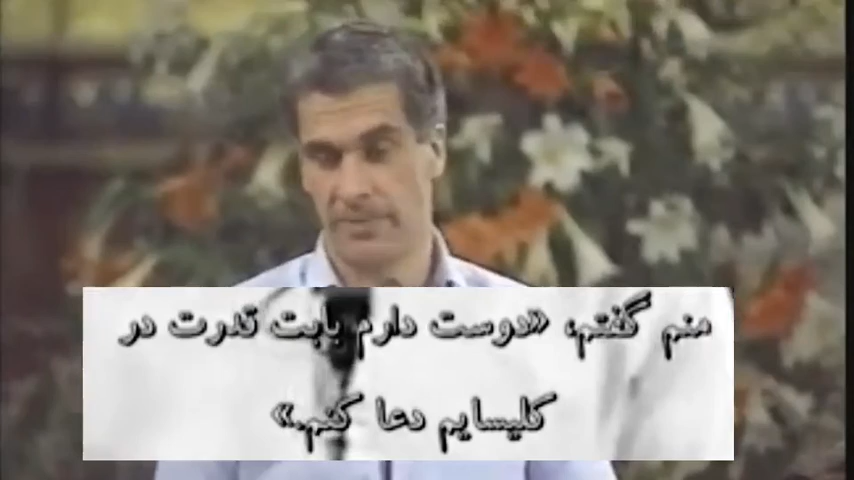 منم گفتم، «دوست دارم بابت قدرت در
کلیسایم دعا کنم.»